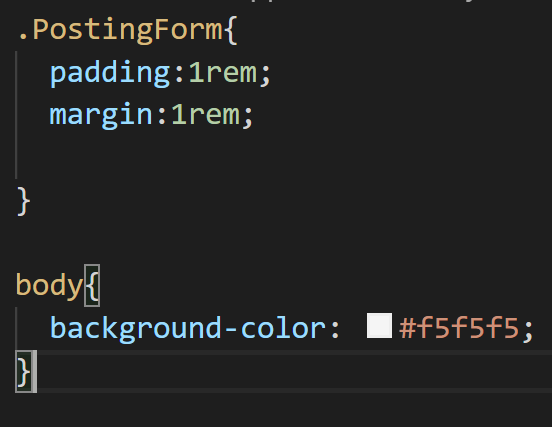 .PostingForm{
padding:1rem;
margin:1rem;
}
body{
background-color: #f5f5f5;
}